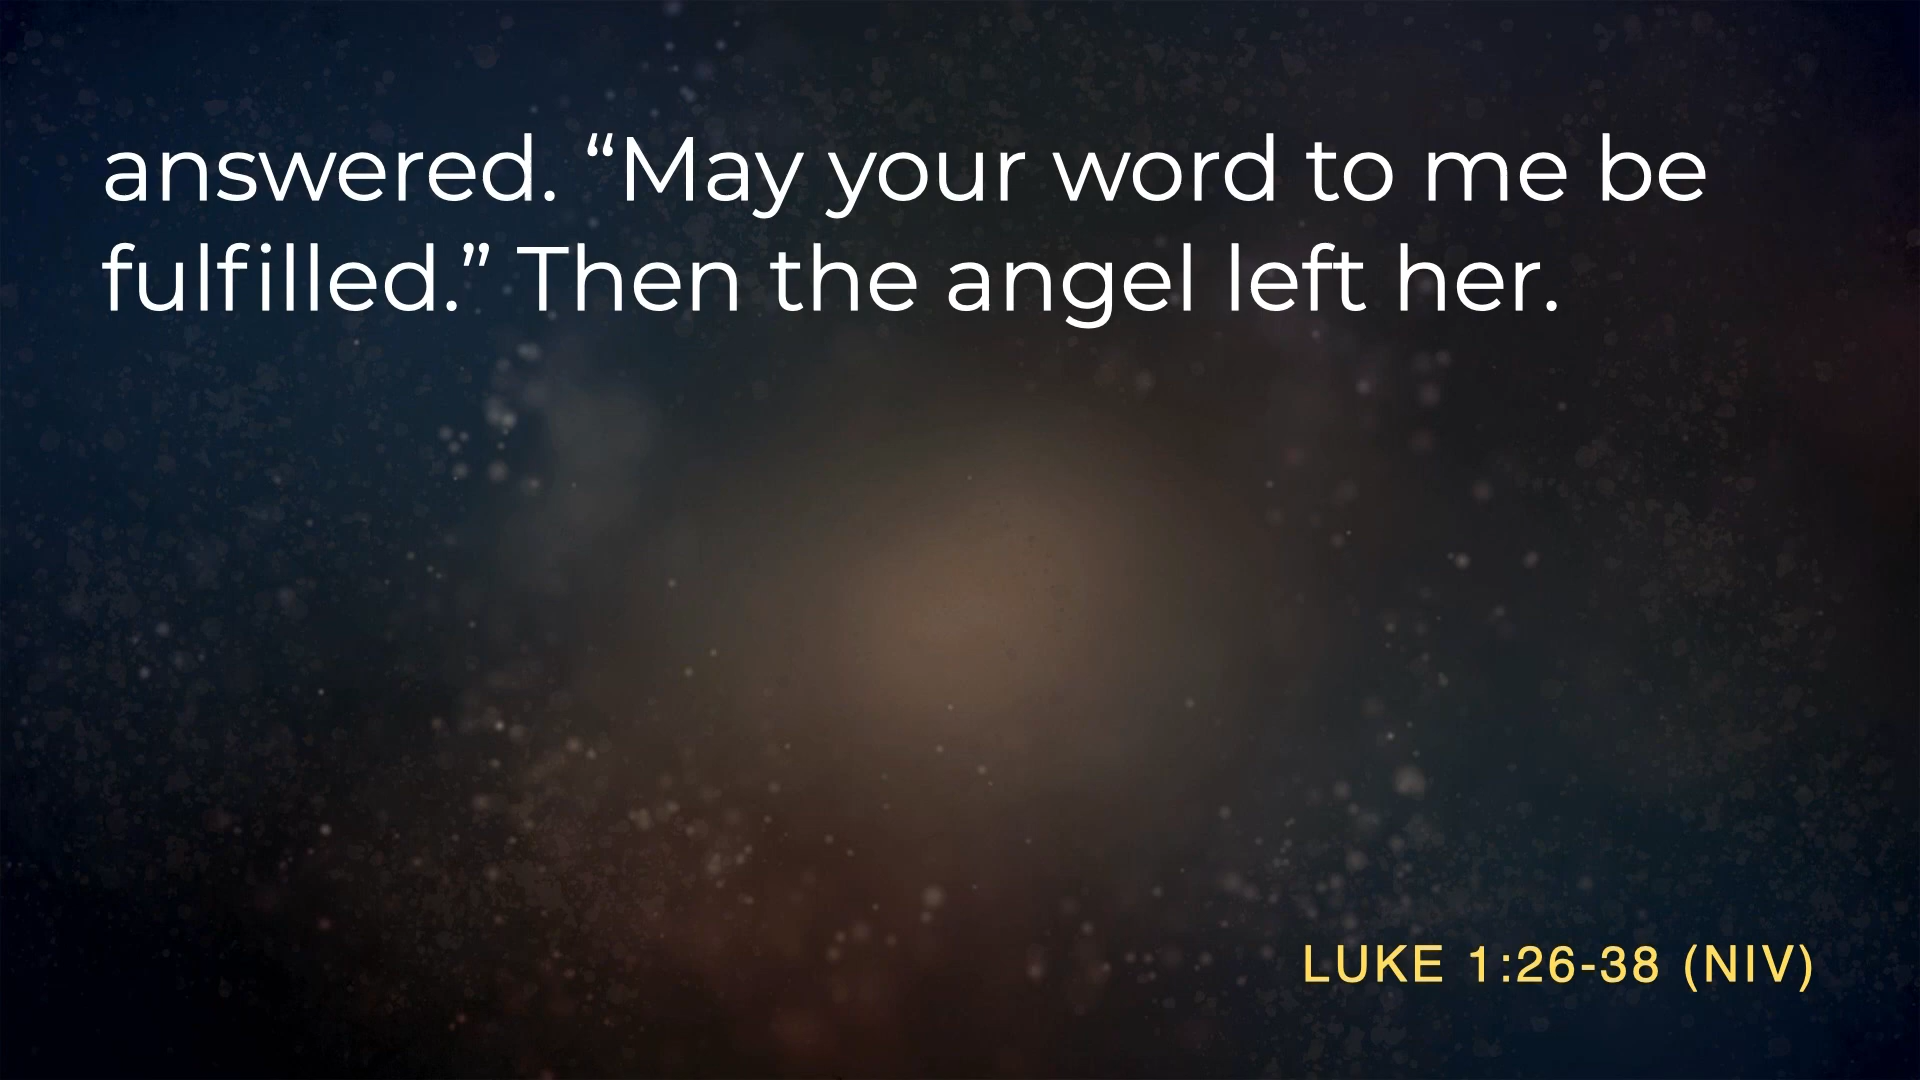 answered. “May your word to me be
fulfilled.” Then the angel left her.
LUKE 1:26-38 (NIV)